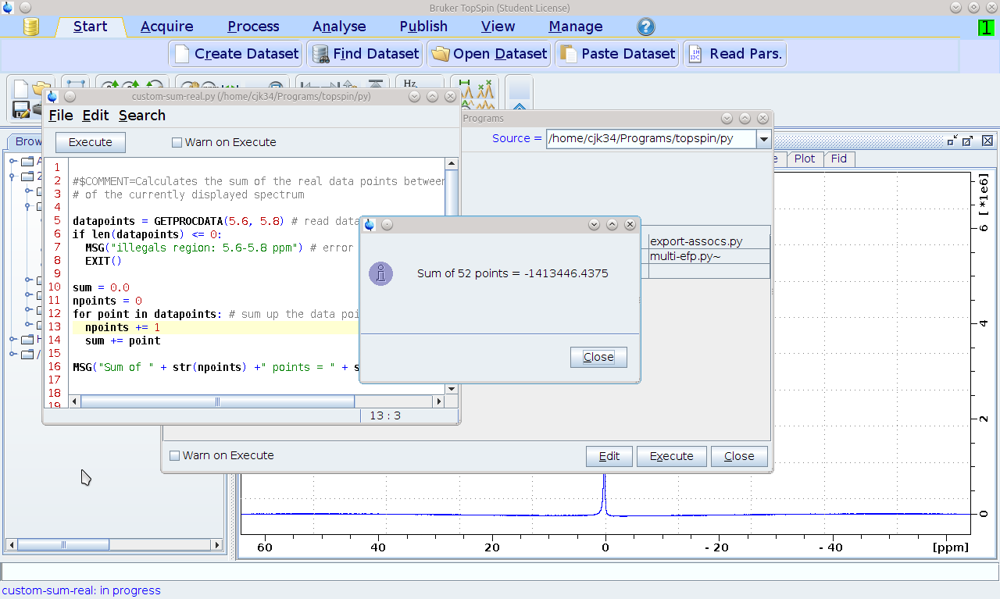 Bruker TopSpin (Student License)
Start Acquire Process Analyse Publish View Manage ?
1
Create Dataset Find Dataset Open Dataset Paste Dataset 1H 13C Read Pars.
Hz
custom-sum-real.py (/home/cjk34/Programs/topspin/py)
File Edit Search
Execute Warn on Execute
1
2 #$COMMENT=Calculates the sum of the real data points between
3 # of the currently displayed spectrum
4
5 datapoints = GETPROCDATA(5.6, 5.8) # read data
6 if len(datapoints) <= 0:
7 MSG("illegals region: 5.6-5.8 ppm") # error
8 EXIT()
9
10 sum = 0.0
11 npoints = 0
12 for point in datapoints: # sum up the data poi
13 npoints += 1
14 sum += point
15
16 MSG("Sum of " + str(npoints) +" points = " + s
17
18
19
13 : 3
Programs
Source = /home/cjk34/Programs/topspin/py
export-assocs.py
multi-efp.py~
Warn on Execute
Edit Execute Close
Sum of 52 points = -1413446.4375
Close
Brow
A
2
H
/
e Plot Fid
[ *1e6]
6
4
2
0
60 40 20 0 - 20 - 40 [ppm]
custom-sum-real: in progress